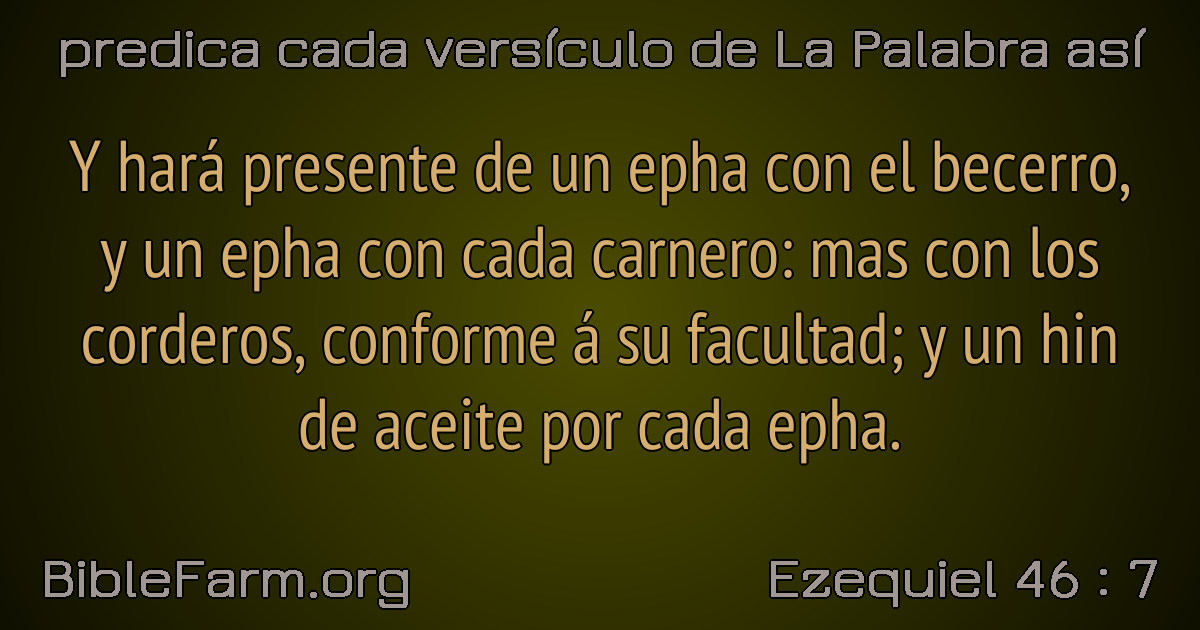 predica cada versículo de La Palabra así
Y hará presente de un epha con el becerro,
y un epha con cada carnero: mas con los
corderos, conforme á su facultad; y un hin
de aceite por cada epha.
BibleFarm.org
Ezequiel 46 : 7